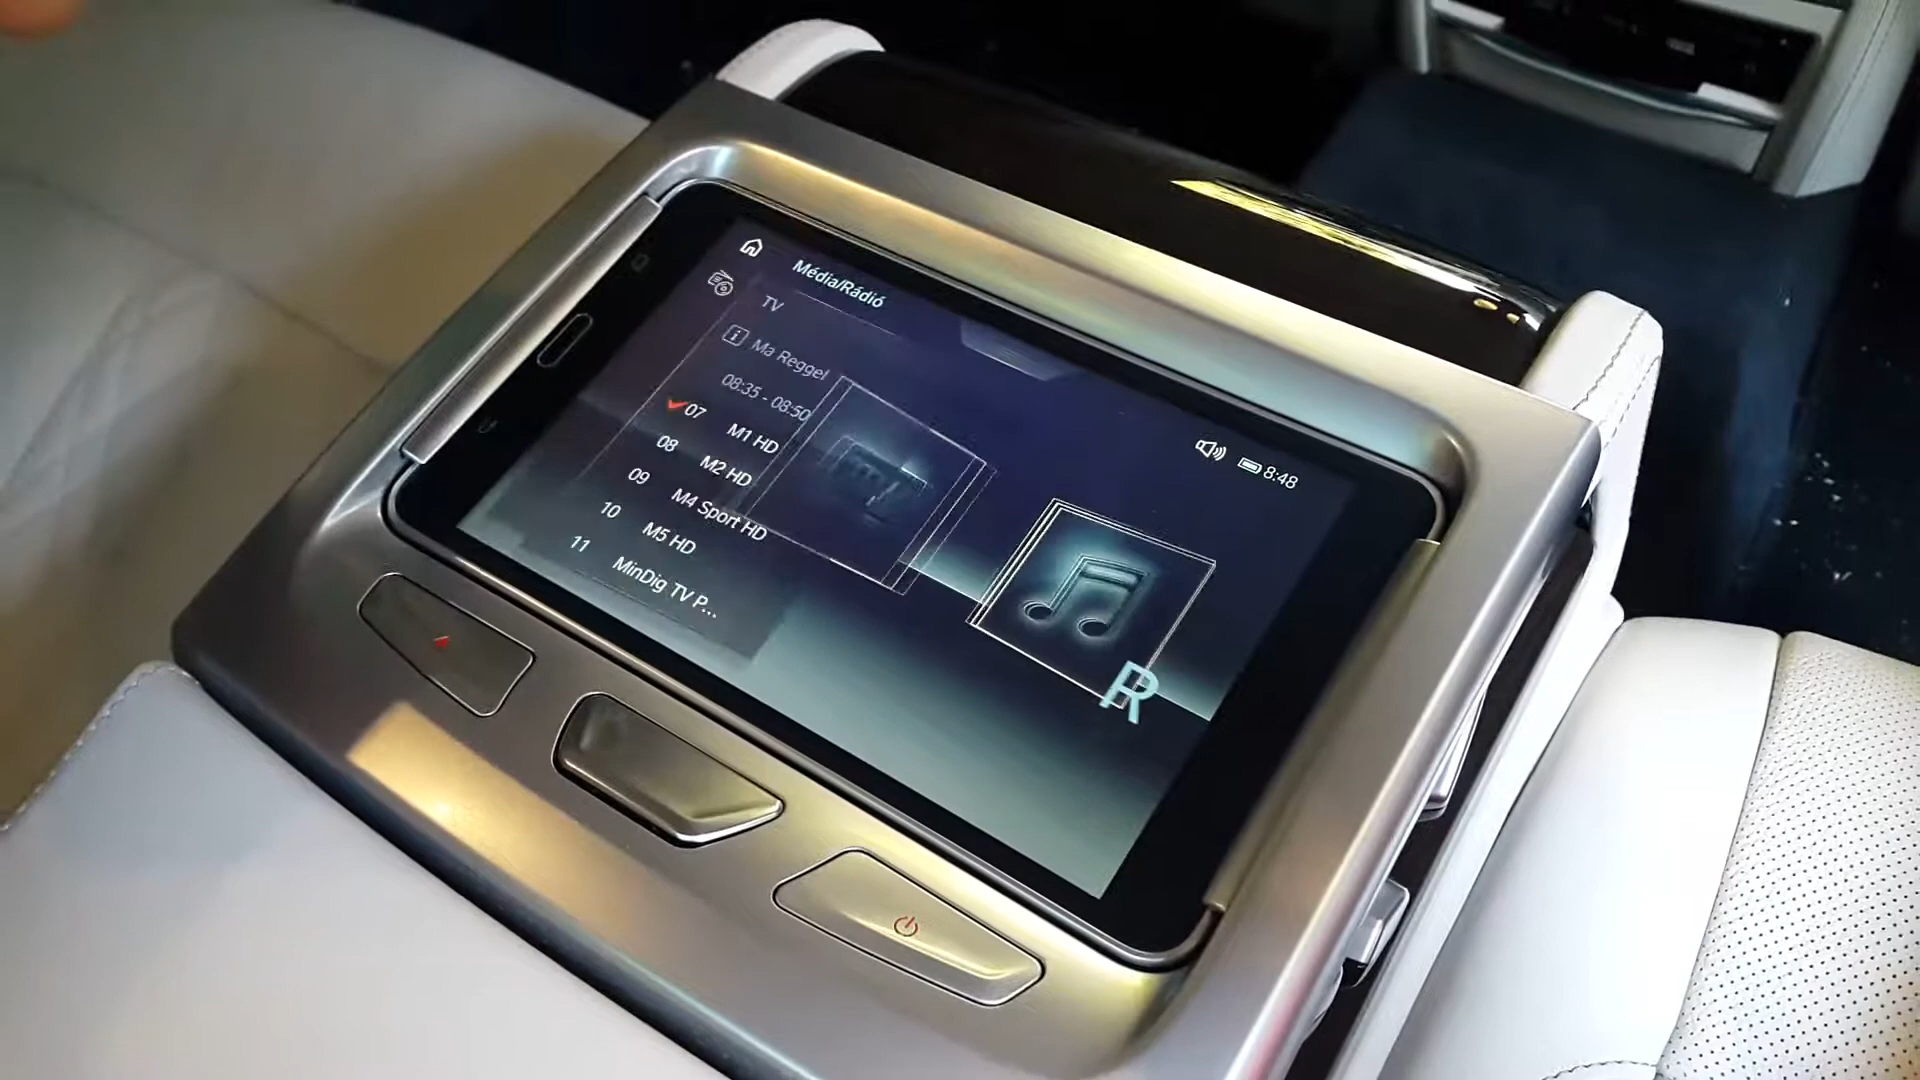 Média/Rádió
TV
8:48
Ma Reggel
08:35 - 08:50
07 M1 HD
08 M2 HD
09 M4 Sport HD
10 M5 HD
11 MinDig TV P...
R